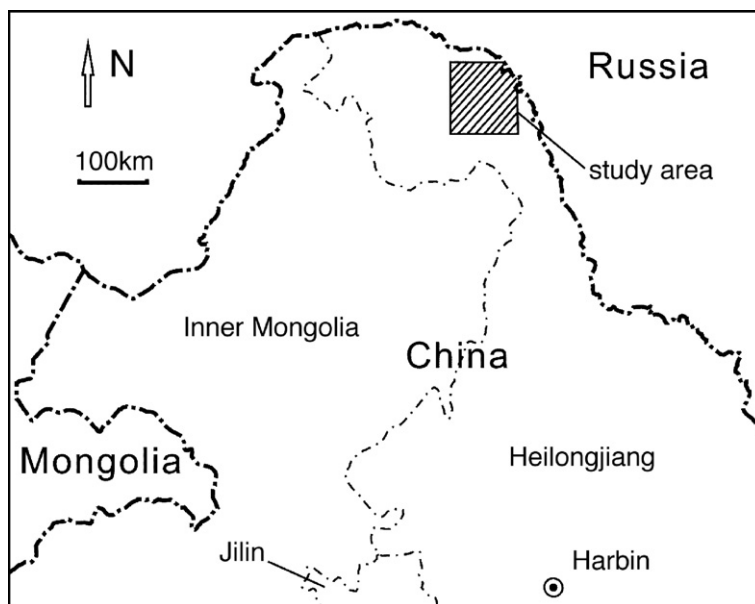 N
Russia
100km
study area
Inner Mongolia
China
Mongolia
Heilongjiang
Jilin
Harbin